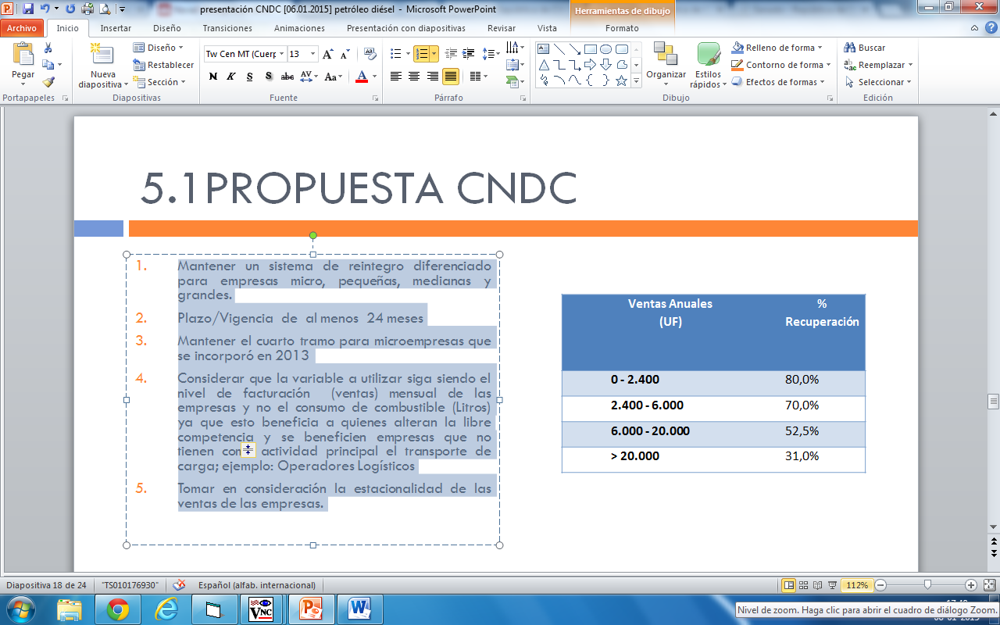 presentación CNDC [06.01.2015] petróleo diésel - Microsoft PowerPoint
Herramientas de dibujo
Archivo Inicio Insertar Diseño Transiciones Animaciones Presentación con diapositivas Revisar Vista Formato
Pegar
Portapapeles
Nueva diapositiva
Diseño
Restablecer
Sección
Diapositivas
Tw Cen MT (Cuerp 13
N K S S abc AV Aa A
Fuente
Párrafo
Organizar
Estilos rápidos
Relleno de forma
Contorno de forma
Efectos de formas
Dibujo
Buscar
Reemplazar
Seleccionar
Edición
5.1PROPUESTA CNDC
1. Mantener un sistema de reintegro diferenciado
para empresas micro, pequeñas, medianas y
grandes.
2. Plazo/Vigencia de al menos 24 meses
3. Mantener el cuarto tramo para microempresas que
se incorporó en 2013
4. Considerar que la variable a utilizar siga siendo el
nivel de facturación (ventas) mensual de las
empresas y no el consumo de combustible (Litros)
ya que esto beneficia a quienes alteran la libre
competencia y se beneficien empresas que no
tienen actividad principal el transporte de
carga; ejemplo: Operadores Logísticos
5. Tomar en consideración la estacionalidad de las
ventas de las empresas.
Ventas Anuales %
(UF) Recuperación
0 - 2.400 80,0%
2.400 - 6.000 70,0%
6.000 - 20.000 52,5%
> 20.000 31,0%
Diapositiva 18 de 24 "TS010176930" Español (alfab. internacional) 112%
VNC
Nivel de zoom. Haga clic para abrir el cuadro de diálogo Zoom.